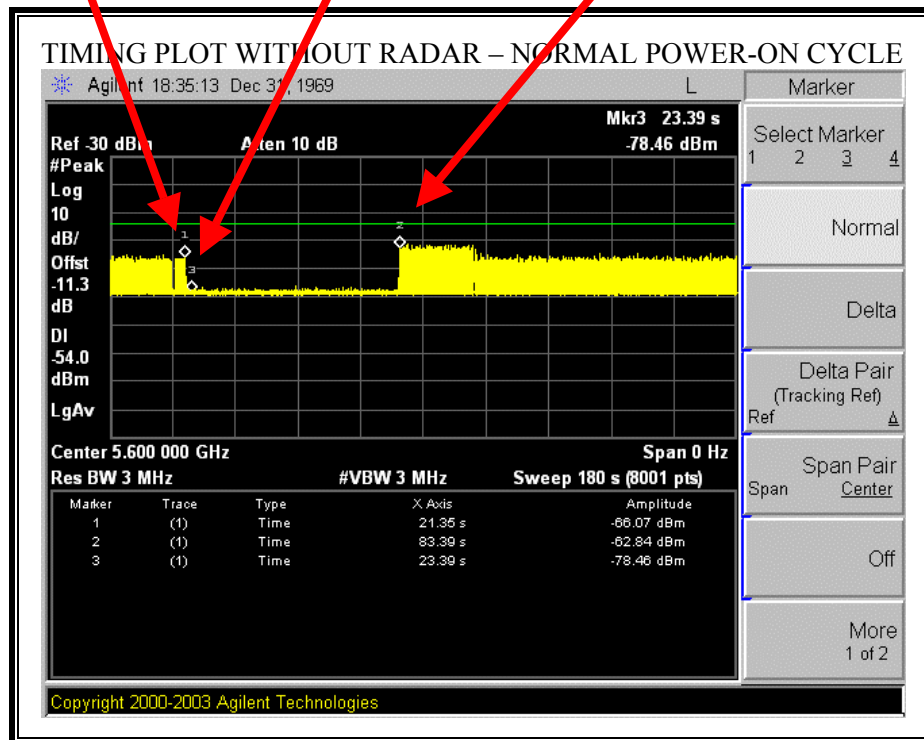 TIMING PLOT WITHOUT RADAR – NORMAL POWER-ON CYCLE
Agilent 18:35:13 Dec 31, 1969 L
Marker
Mkr3 23.39 s
Ref -30 dBm Atten 10 dB -78.46 dBm
#Peak
Log
10
dB/
Offst
-11.3
dB
DI
-54.0
dBm
LgAv
1
2
3
Center 5.600 000 GHz Span 0 Hz
Res BW 3 MHz #VBW 3 MHz Sweep 180 s (8001 pts)
Marker Trace Type X Axis Amplitude
1 (1) Time 21.35 s -66.07 dBm
2 (1) Time 83.39 s -62.84 dBm
3 (1) Time 23.39 s -78.46 dBm
Select Marker
1 2 3 4
Normal
Delta
Delta Pair
(Tracking Ref)
Ref Δ
Span Pair
Span Center
Off
More
1 of 2
Copyright 2000-2003 Agilent Technologies